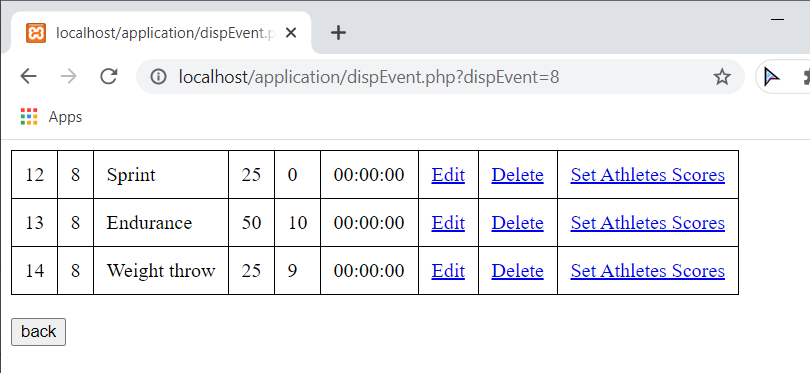 localhost/application/dispEvent.p
localhost/application/dispEvent.php?dispEvent=8
Apps
12 8 Sprint 25 0 00:00:00 Edit Delete Set Athletes Scores
13 8 Endurance 50 10 00:00:00 Edit Delete Set Athletes Scores
14 8 Weight throw 25 9 00:00:00 Edit Delete Set Athletes Scores
back